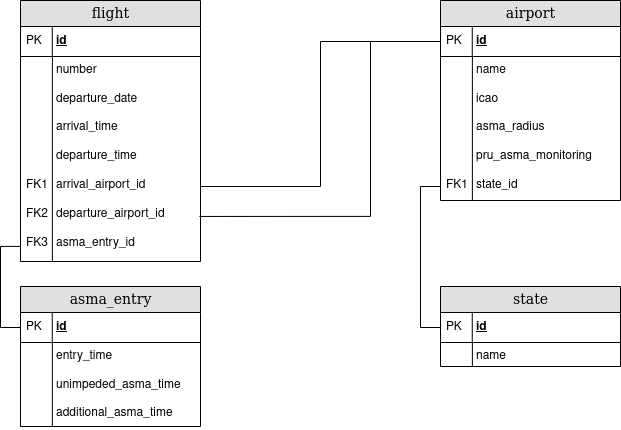 flight
PK id
number
departure_date
arrival_time
departure_time
FK1 arrival_airport_id
FK2 departure_airport_id
FK3 asma_entry_id
airport
PK id
name
icao
asma_radius
pru_asma_monitoring
FK1 state_id
asma_entry
PK id
entry_time
unimpeded_asma_time
additional_asma_time
state
PK id
name